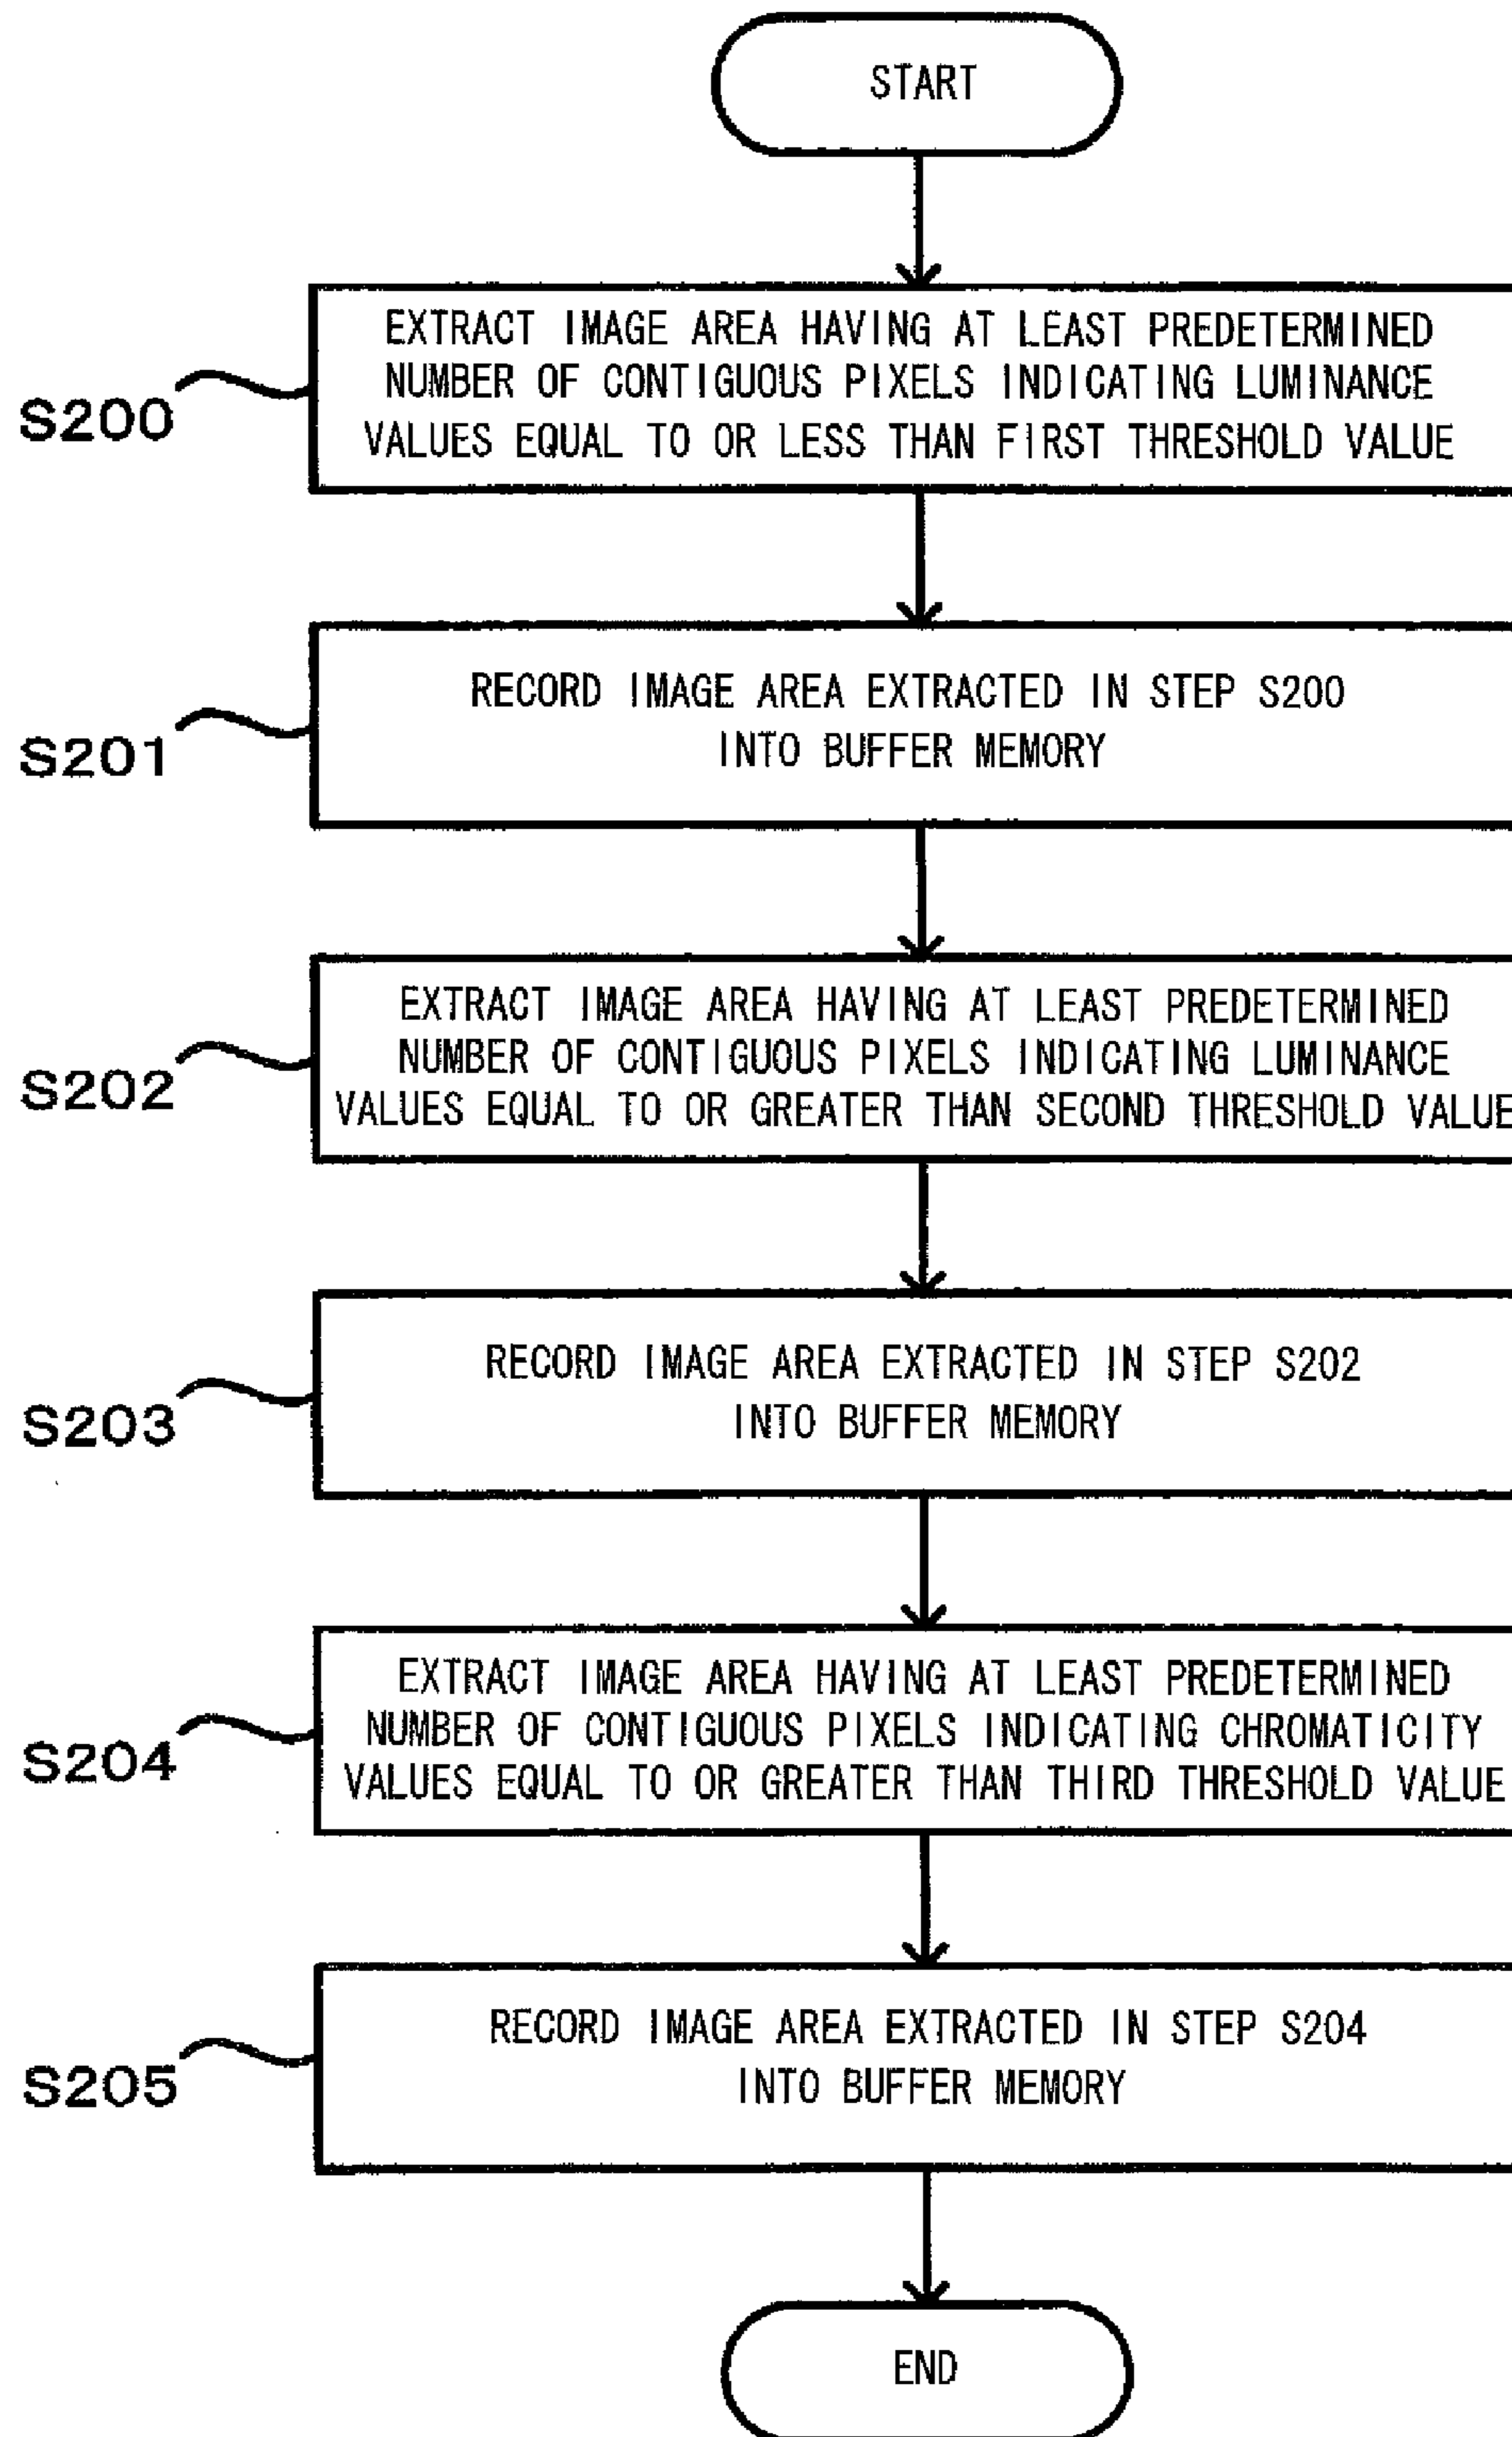 START
EXTRACT IMAGE AREA HAVING AT LEAST PREDETERMINED
NUMBER OF CONTIGUOUS PIXELS INDICATING LUMINANCE
VALUES EQUAL TO OR LESS THAN FIRST THRESHOLD VALUE
S200
RECORD IMAGE AREA EXTRACTED IN STEP S200
INTO BUFFER MEMORY
S201
EXTRACT IMAGE AREA HAVING AT LEAST PREDETERMINED
NUMBER OF CONTIGUOUS PIXELS INDICATING LUMINANCE
VALUES EQUAL TO OR GREATER THAN SECOND THRESHOLD VALUE
S202
RECORD IMAGE AREA EXTRACTED IN STEP S202
INTO BUFFER MEMORY
S203
EXTRACT IMAGE AREA HAVING AT LEAST PREDETERMINED
NUMBER OF CONTIGUOUS PIXELS INDICATING CHROMATICITY
VALUES EQUAL TO OR GREATER THAN THIRD THRESHOLD VALUE
S204
RECORD IMAGE AREA EXTRACTED IN STEP S204
INTO BUFFER MEMORY
S205
END